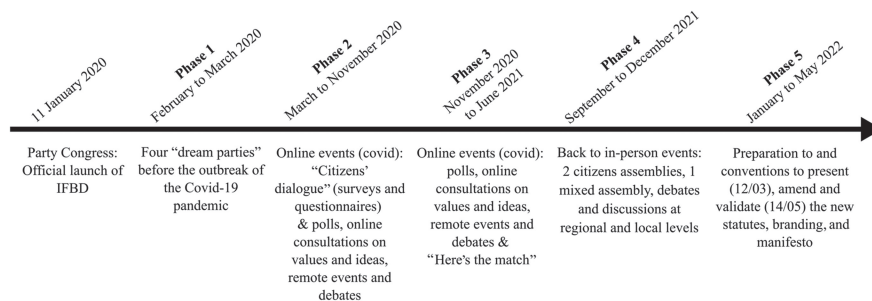 11 January 2020
Phase 1
February to March 2020
Phase 2
March to November 2020
Phase 3
November 2020
to June 2021
Phase 4
September to December 2021
Phase 5
January to May 2022
Party Congress:
Official launch of
IFBD
Four “dream parties”
before the outbreak of
the Covid-19
pandemic
Online events (covid):
“Citizens’
dialogue” (surveys and
questionnaires)
& polls, online
consultations on
values and ideas,
remote events and
debates
Online events (covid):
polls, online
consultations on
values and ideas,
remote events and
debates &
“Here’s the match”
Back to in-person events:
2 citizens assemblies, 1
mixed assembly, debates
and discussions at
regional and local levels
Preparation to and
conventions to present
(12/03), amend and
validate (14/05) the new
statutes, branding, and
manifesto